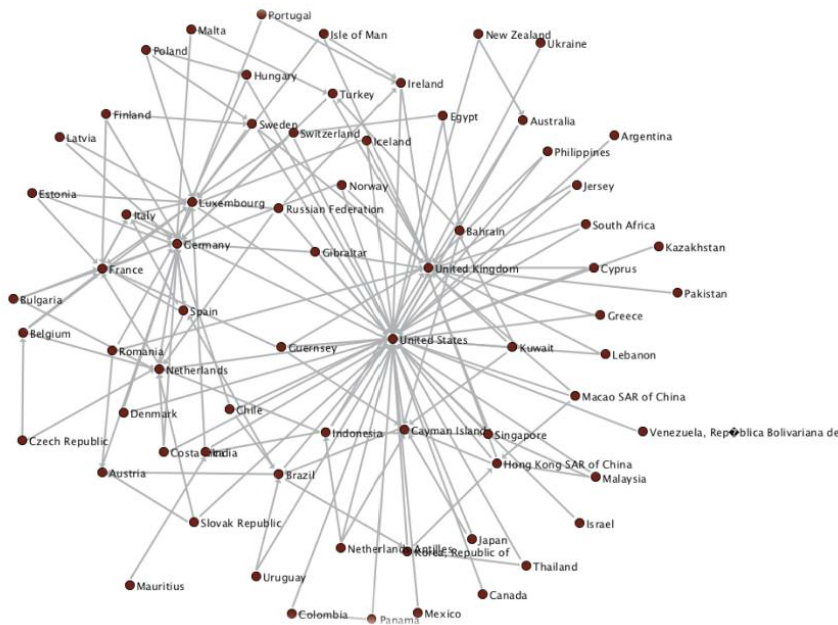 Portugal
Malta
Isle of Man
New Zealand
Ukraine
Poland
Hungary
Ireland
Turkey
Finland
Sweden
Switzerland
Egypt
Australia
Iceland
Latvia
Argentina
Philippines
Norway
Jersey
Estonia
Luxembourg
Russian Federation
Italy
South Africa
Bahrain
Germany
Kazakhstan
Gibraltar
France
United Kingdom
Cyprus
Pakistan
Bulgaria
Spain
Greece
Belgium
United States
Guernsey
Kuwait
Romania
Lebanon
Netherlands
Macao SAR of China
Denmark
Chile
Venezuela, Rep�blica Bolivariana de
Indonesia
Cayman Island
Singapore
Czech Republic
Costa
India
Hong Kong SAR of China
Austria
Brazil
Malaysia
Slovak Republic
Israel
Japan
Netherlands Antilles
Korea, Republic of
Thailand
Uruguay
Mauritius
Canada
Colombia
Panama
Mexico